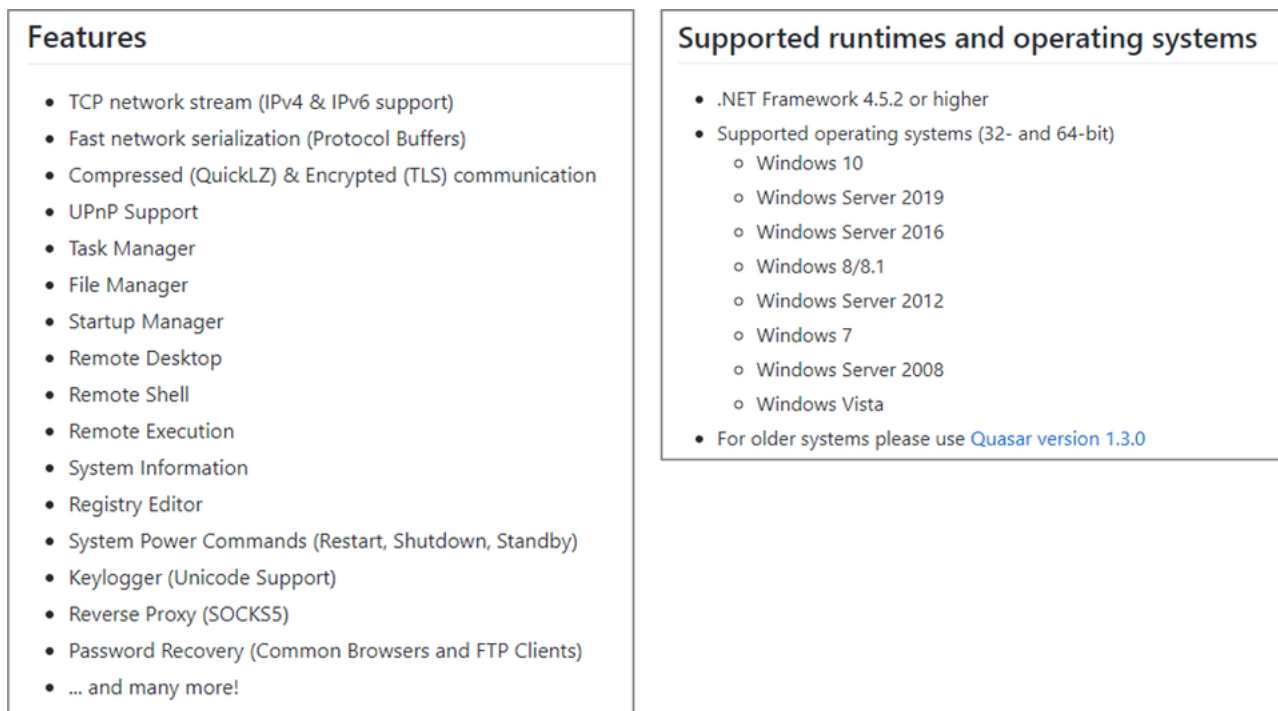 Features
TCP network stream (IPv4 & IPv6 support)
Fast network serialization (Protocol Buffers)
Compressed (QuickLZ) & Encrypted (TLS) communication
UPnP Support
Task Manager
File Manager
Startup Manager
Remote Desktop
Remote Shell
Remote Execution
System Information
Registry Editor
System Power Commands (Restart, Shutdown, Standby)
Keylogger (Unicode Support)
Reverse Proxy (SOCKS5)
Password Recovery (Common Browsers and FTP Clients)
... and many more!
Supported runtimes and operating systems
.NET Framework 4.5.2 or higher
Supported operating systems (32- and 64-bit)
Windows 10
Windows Server 2019
Windows Server 2016
Windows 8/8.1
Windows Server 2012
Windows 7
Windows Server 2008
Windows Vista
For older systems please use Quasar version 1.3.0